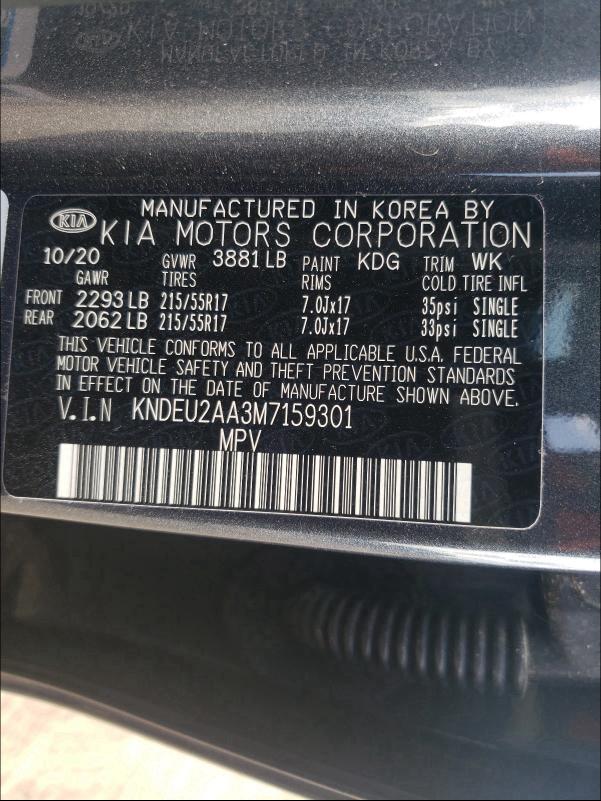 KIA
MANUFACTURED IN KOREA BY
KIA MOTORS CORPORATION
10/20 GVWR 3881 LB PAINT KDG TRIM WK
GAWR TIRES RIMS COLD TIRE INFL
FRONT 2293 LB 215/55R17 7.0Jx17 35psi SINGLE
REAR 2062 LB 215/55R17 7.0Jx17 33psi SINGLE
THIS VEHICLE CONFORMS TO ALL APPLICABLE U.S.A. FEDERAL
MOTOR VEHICLE SAFETY AND THEFT PREVENTION STANDARDS
IN EFFECT ON THE DATE OF MANUFACTURE SHOWN ABOVE.
V.I.N KNDEU2AA3M7159301
MPV